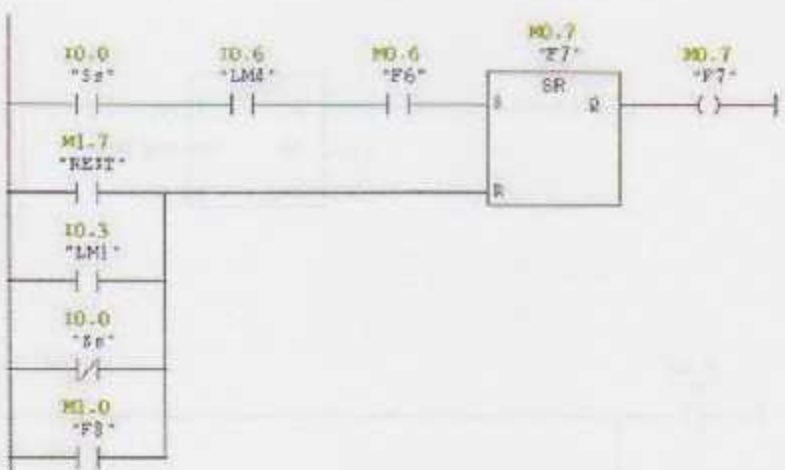 M0.7
I0.0 I0.6 M0.6 "F7" M0.7
"Ss" "LM4" "F6" SR "F7"
S Q
M1.7
"REST"
R
I0.3
"LM1"
I0.0
"Ss"
M1.0
"F8"